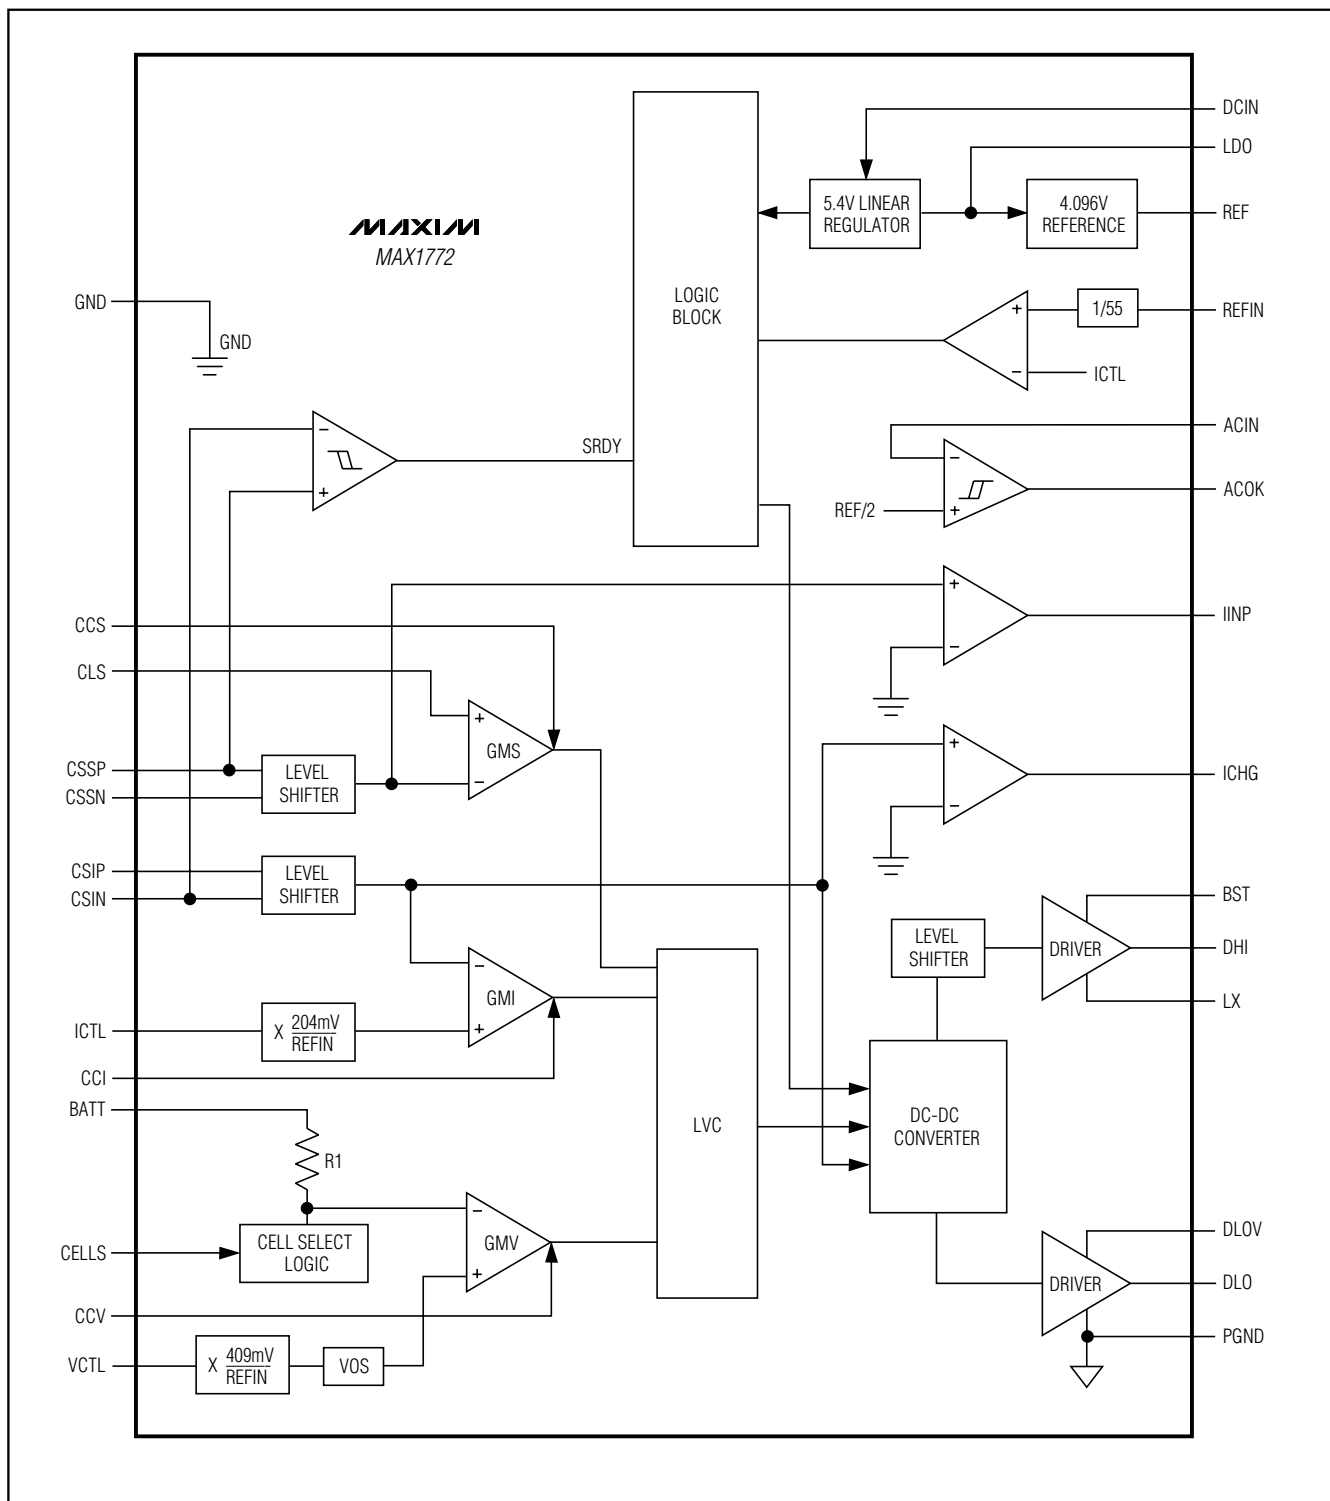 DCIN
LDO
5.4V LINEAR
REGULATOR
4.096V
REFERENCE
REF
MAXIM
MAX1772
LOGIC
BLOCK
GND
GND
+
1/55
REFIN
−
ICTL
ACIN
−
SRDY
−
+
ACOK
REF/2
+
CCS
+
−
IINP
CLS
+
GMS
−
CSSP
CSSN
LEVEL
SHIFTER
+
−
ICHG
CSIP
CSIN
LEVEL
SHIFTER
BST
LEVEL
SHIFTER
DRIVER
DHI
LX
−
GMI
+
ICTL
X 204mV
REFIN
CCI
BATT
R1
LVC
DC-DC
CONVERTER
−
GMV
+
CELLS
CELL SELECT
LOGIC
DLOV
DRIVER
DLO
PGND
CCV
VCTL
X 409mV
REFIN
VOS